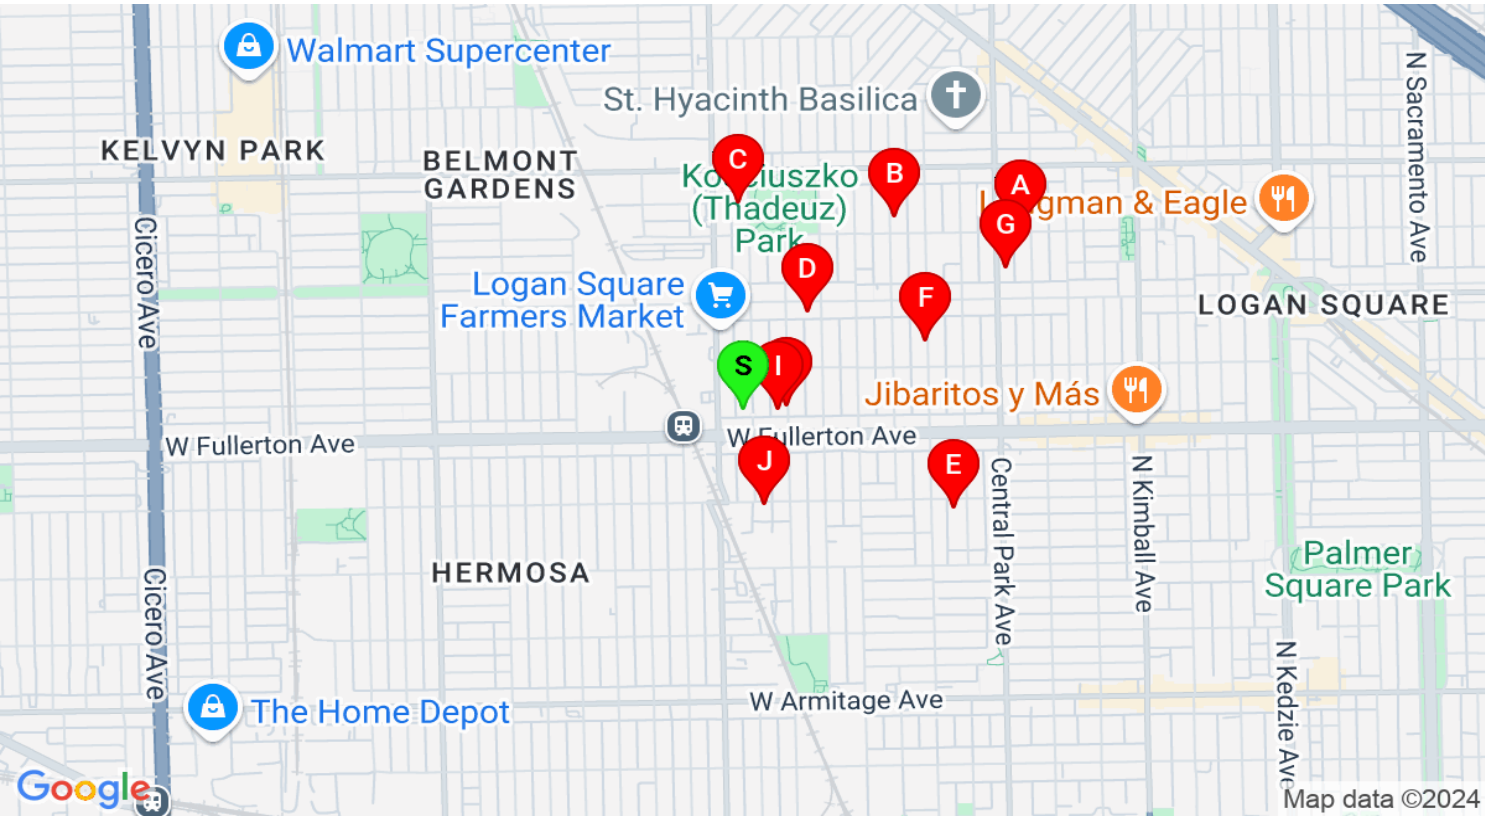 Walmart Supercenter
St. Hyacinth Basilica
N Sacramento Ave
KELVYN PARK
BELMONT
GARDENS
C
B
A
Kościuszko
(Thadeuz)
Park
Longman & Eagle
G
D
F
Cicero Ave
Logan Square
Farmers Market
LOGAN SQUARE
S
I
Jibaritos y Más
W Fullerton Ave
W Fullerton Ave
J
E
Central Park Ave
N Kimball Ave
HERMOSA
Palmer
Square Park
Cicero Ave
N Kedzie Ave
W Armitage Ave
The Home Depot
Google
Map data ©2024